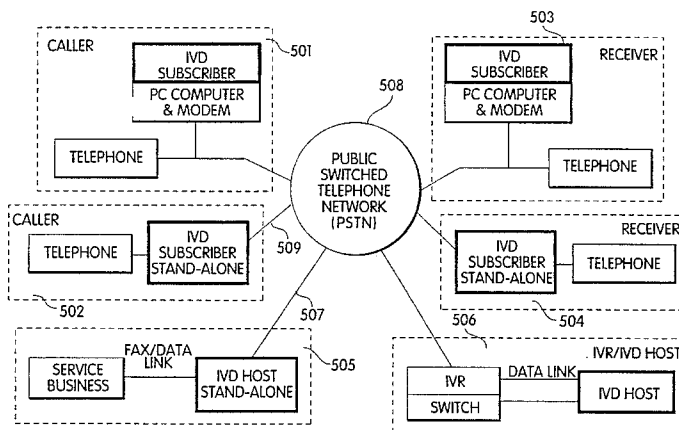 CALLER
501
IVD
SUBSCRIBER
PC COMPUTER
& MODEM
TELEPHONE
503
RECEIVER
IVD
SUBSCRIBER
PC COMPUTER
& MODEM
TELEPHONE
508
PUBLIC
SWITCHED
TELEPHONE
NETWORK
(PSTN)
CALLER
TELEPHONE
IVD
SUBSCRIBER
STAND-ALONE
509
502
RECEIVER
IVD
SUBSCRIBER
STAND-ALONE
TELEPHONE
504
507
505
SERVICE
BUSINESS
FAX/DATA
LINK
IVD HOST
STAND-ALONE
506
IVR/IVD HOST
IVR
SWITCH
DATA LINK
IVD HOST